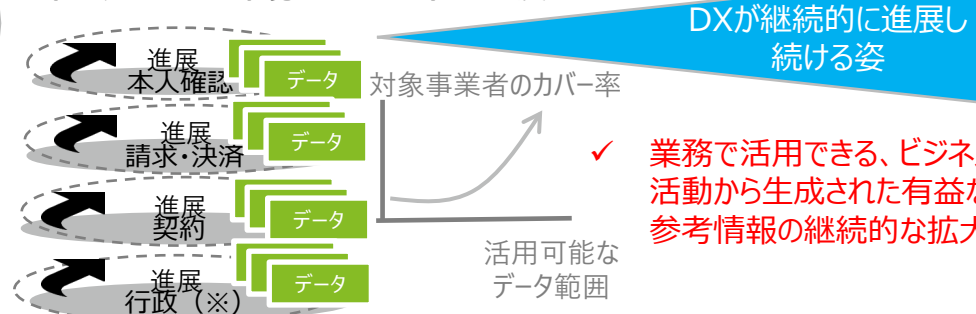 DXが継続的に進展し
続ける姿
進展
本人確認
データ
対象事業者のカバー率
進展
請求・決済
データ
✓ 業務で活用できる、ビジネ
活動から生成された有益
参考情報の継続的な拡大
進展
契約
データ
活用可能な
データ範囲
進展
行政（※）
データ